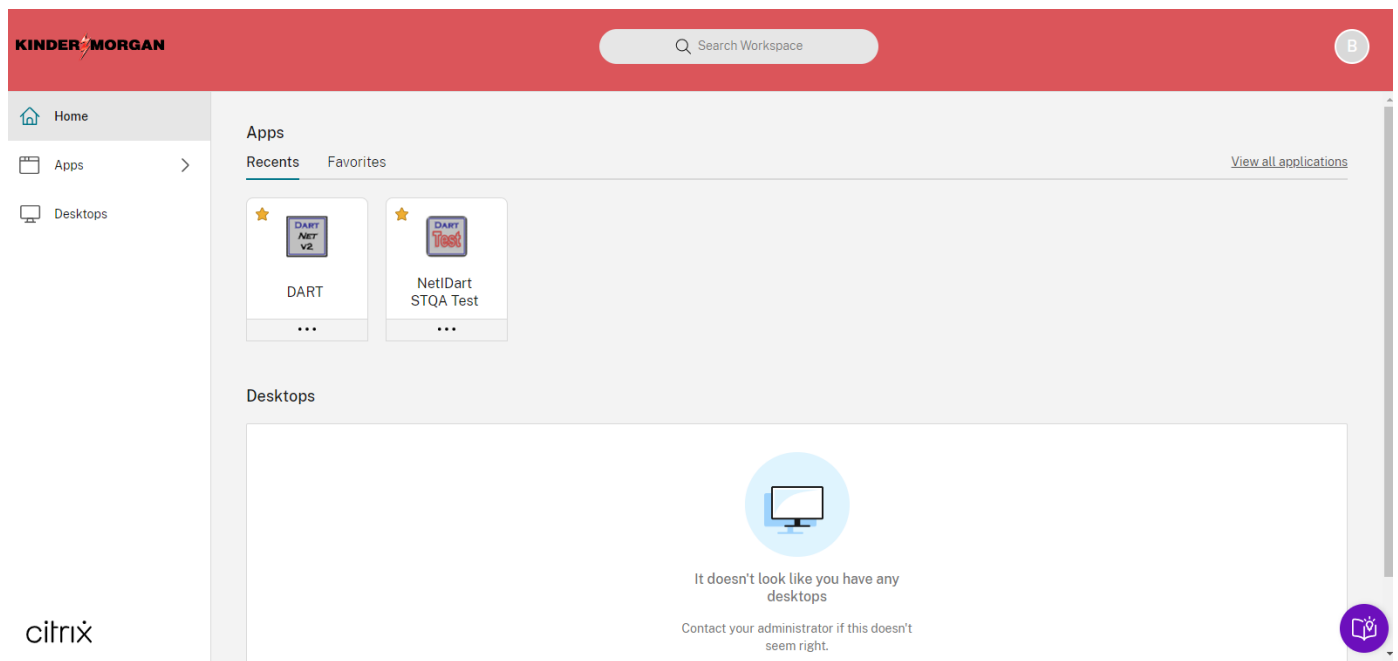 KINDER MORGAN
Search Workspace
B
Home
Apps
Desktops
Apps
Recents
Favorites
View all applications
DART
NET
V2
DART
DART
Test
NetIDart
STQA Test
Desktops
It doesn't look like you have any
desktops
Contact your administrator if this doesn't
seem right.
citrix